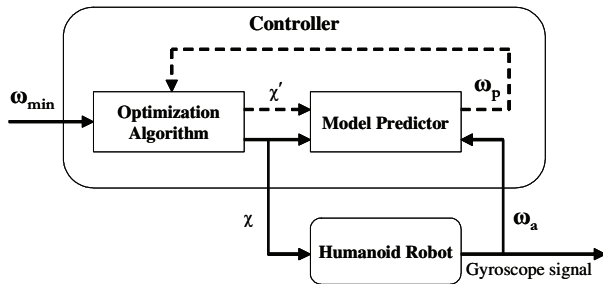 Controller
ω_min
Optimization
Algorithm
χ′
Model Predictor
ω_p
χ
Humanoid Robot
ω_a
Gyroscope signal